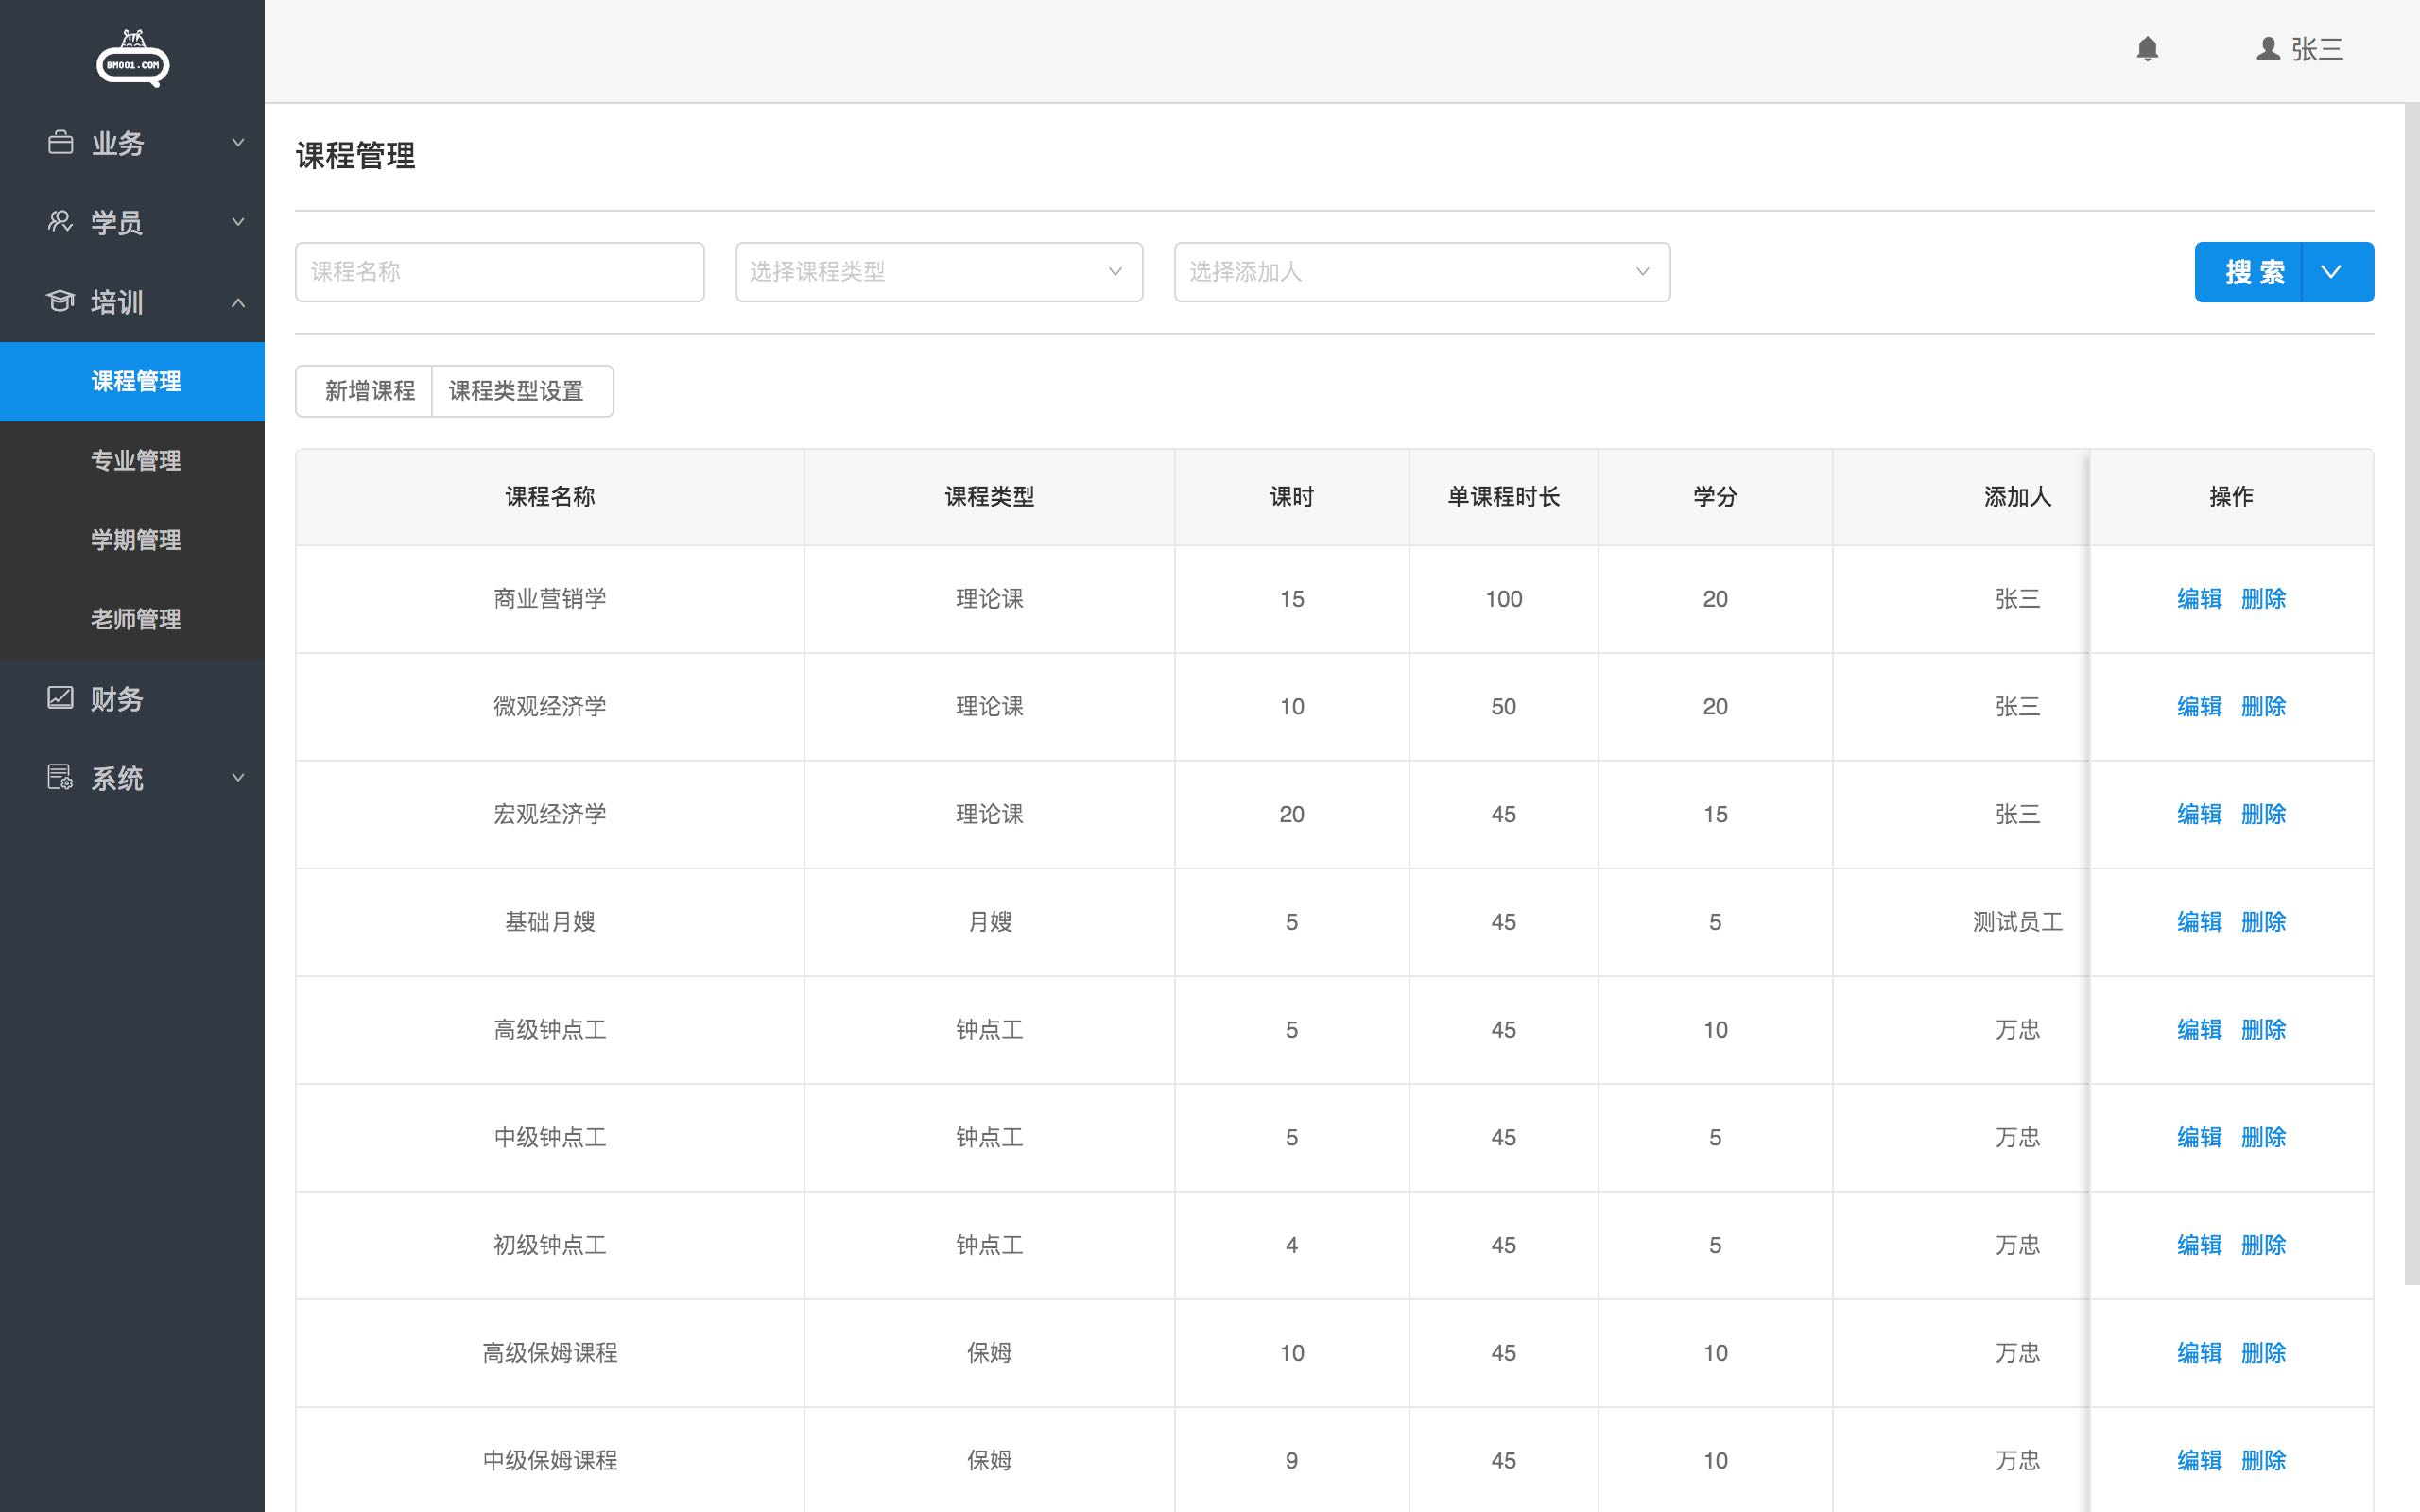 BM001.COM
张三
业务
学员
培训
课程管理
专业管理
学期管理
老师管理
财务
系统
课程管理
课程名称 选择课程类型 选择添加人 搜 索
新增课程 课程类型设置
课程名称 课程类型 课时 单课程时长 学分 添加人 操作
商业营销学 理论课 15 100 20 张三 编辑 删除
微观经济学 理论课 10 50 20 张三 编辑 删除
宏观经济学 理论课 20 45 15 张三 编辑 删除
基础月嫂 月嫂 5 45 5 测试员工 编辑 删除
高级钟点工 钟点工 5 45 10 万忠 编辑 删除
中级钟点工 钟点工 5 45 5 万忠 编辑 删除
初级钟点工 钟点工 4 45 5 万忠 编辑 删除
高级保姆课程 保姆 10 45 10 万忠 编辑 删除
中级保姆课程 保姆 9 45 10 万忠 编辑 删除